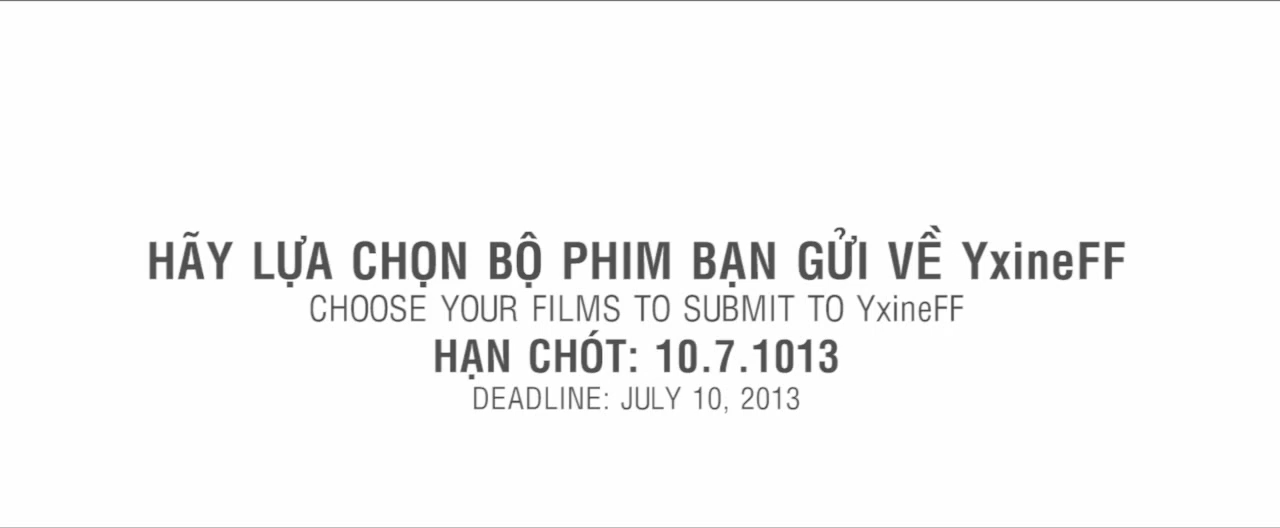 HÃY LỰA CHỌN BỘ PHIM BẠN GỬI VỀ YxineFF
CHOOSE YOUR FILMS TO SUBMIT TO YxineFF
HẠN CHÓT: 10.7.1013
DEADLINE: JULY 10, 2013